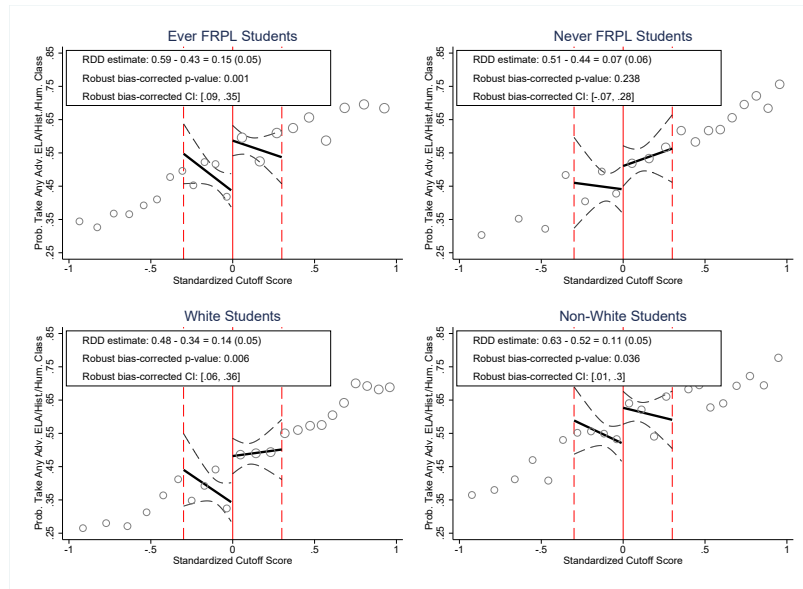 Ever FRPL Students
RDD estimate: 0.59 - 0.43 = 0.15 (0.05)
Robust bias-corrected p-value: 0.001
Robust bias-corrected CI: [.09, .35]
Prob. Take Any Adv. ELA/Hist./Hum. Class
.85
.75
.65
.55
.45
.35
.25
-1
-.5
0
.5
1
Standardized Cutoff Score
Never FRPL Students
RDD estimate: 0.51 - 0.44 = 0.07 (0.06)
Robust bias-corrected p-value: 0.238
Robust bias-corrected CI: [-.07, .28]
Prob. Take Any Adv. ELA/Hist./Hum. Class
.85
.75
.65
.55
.45
.35
.25
-1
-.5
0
.5
1
Standardized Cutoff Score
White Students
RDD estimate: 0.48 - 0.34 = 0.14 (0.05)
Robust bias-corrected p-value: 0.006
Robust bias-corrected CI: [.06, .36]
Prob. Take Any Adv. ELA/Hist./Hum. Class
.85
.75
.65
.55
.45
.35
.25
-1
-.5
0
.5
1
Standardized Cutoff Score
Non-White Students
RDD estimate: 0.63 - 0.52 = 0.11 (0.05)
Robust bias-corrected p-value: 0.036
Robust bias-corrected CI: [.01, .3]
Prob. Take Any Adv. ELA/Hist./Hum. Class
.85
.75
.65
.55
.45
.35
.25
-1
-.5
0
.5
1
Standardized Cutoff Score